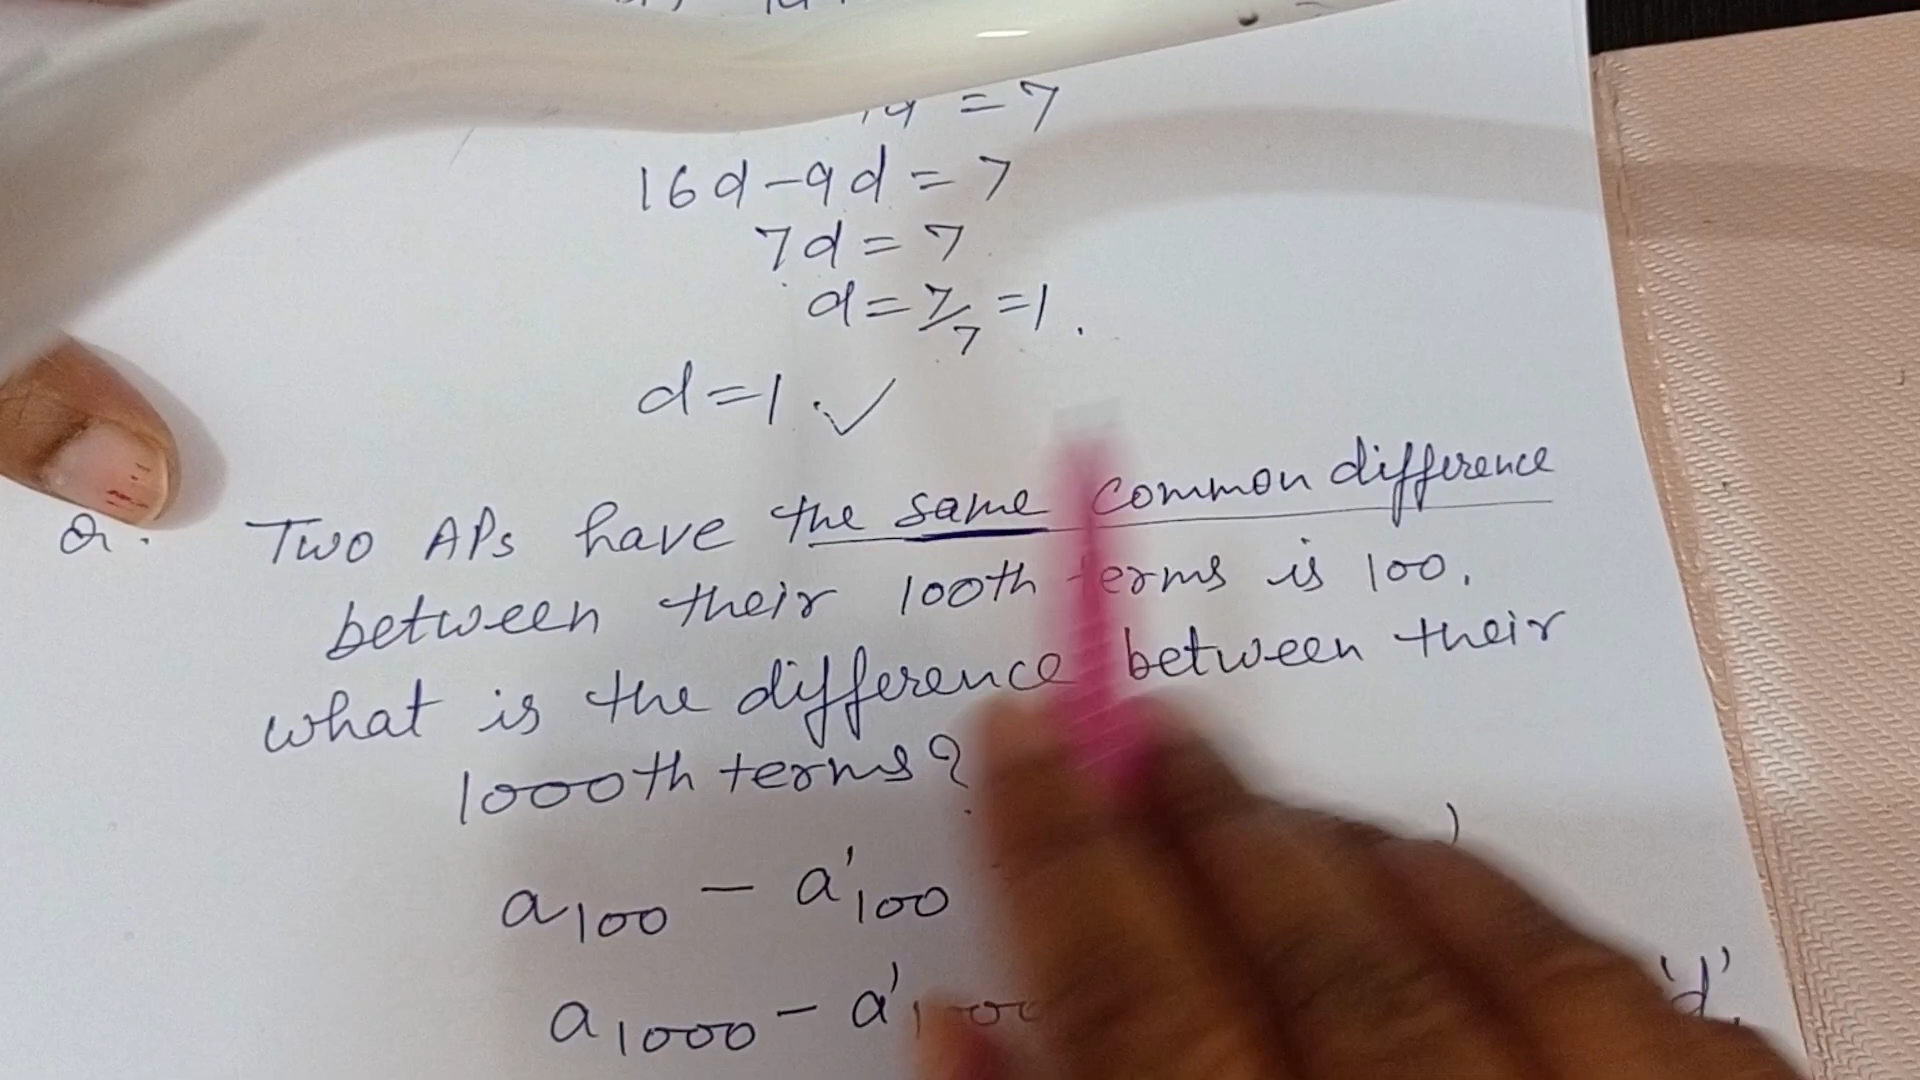 = 7
16d - 9d = 7
7d = 7
d = 7/7 = 1.
d = 1. ✓
Q. Two APs have the same common difference
between their 100th terms is 100.
what is the difference between their
1000th terms?
a100 - a'100
a1000 - a'1000 'd'.